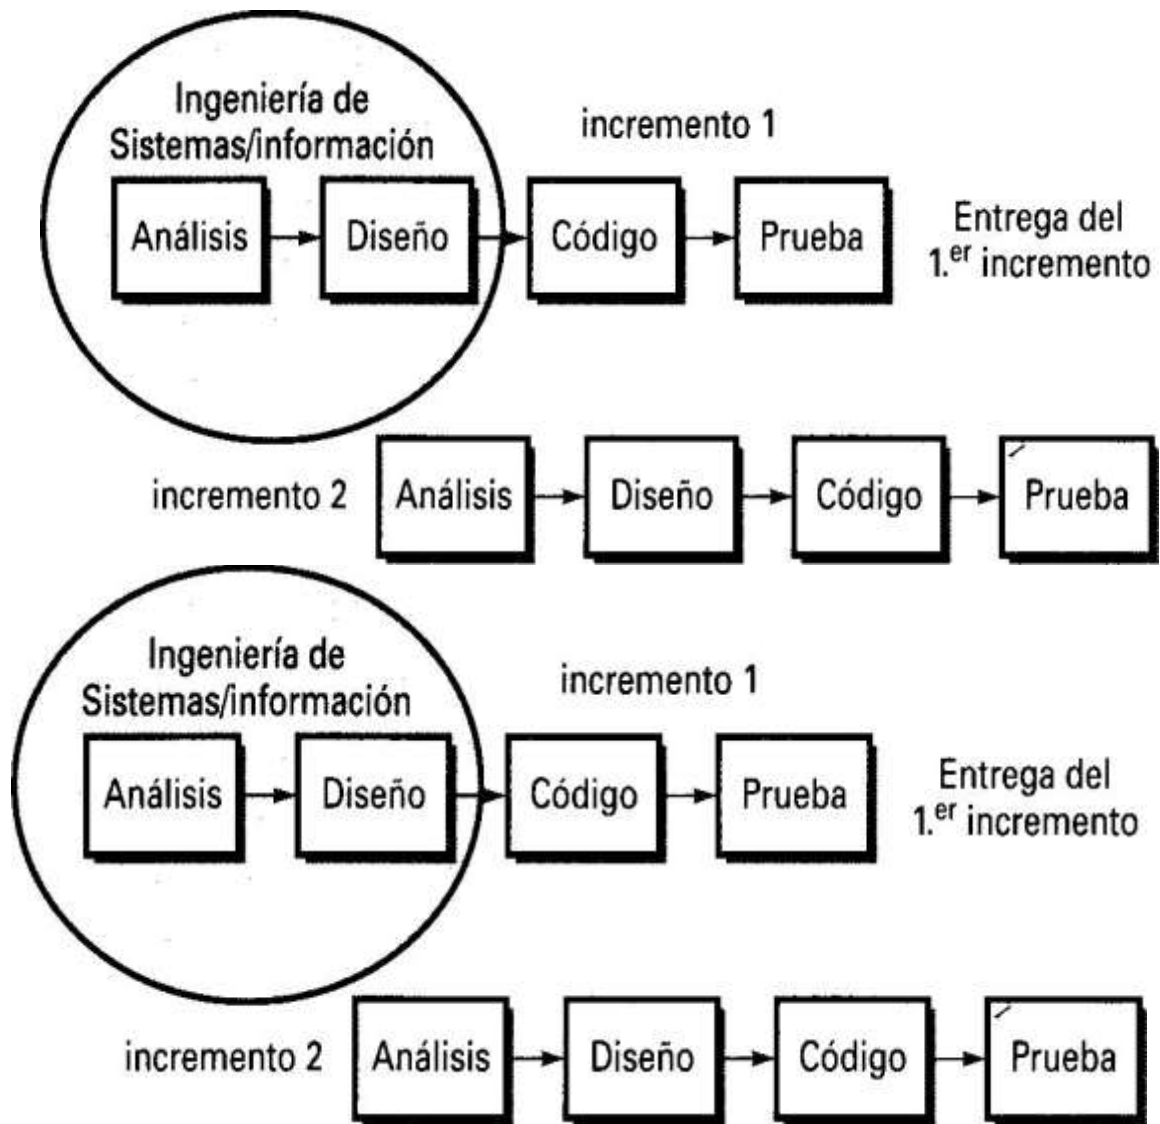 Ingeniería de
Sistemas/información
incremento 1
Análisis
Diseño
Código
Prueba
Entrega del
1.er incremento
incremento 2
Análisis
Diseño
Código
Prueba
Ingeniería de
Sistemas/información
incremento 1
Análisis
Diseño
Código
Prueba
Entrega del
1.er incremento
incremento 2
Análisis
Diseño
Código
Prueba